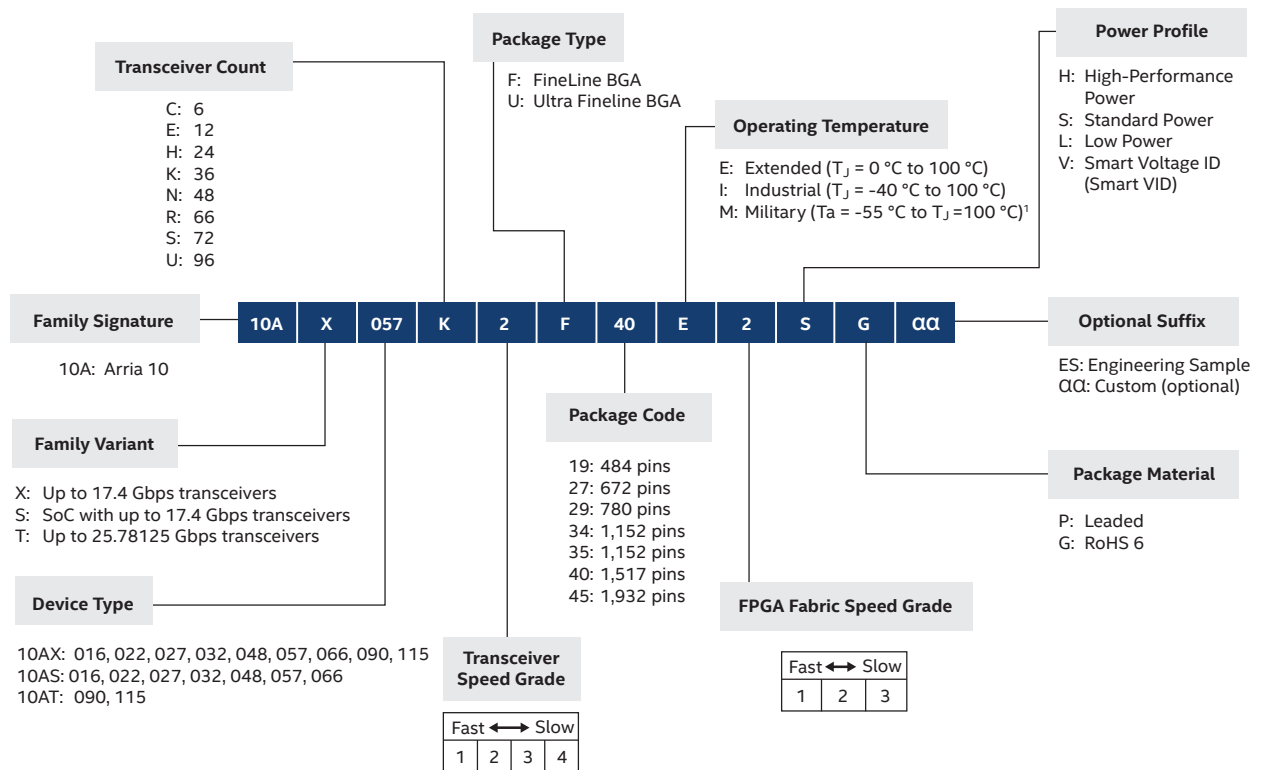 Transceiver Count
C: 6
E: 12
H: 24
K: 36
N: 48
R: 66
S: 72
U: 96
Package Type
F: FineLine BGA
U: Ultra Fineline BGA
Operating Temperature
E: Extended (TJ = 0 °C to 100 °C)
I: Industrial (TJ = -40 °C to 100 °C)
M: Military (Ta = -55 °C to TJ =100 °C)¹
Power Profile
H: High-Performance
Power
S: Standard Power
L: Low Power
V: Smart Voltage ID
(Smart VID)
Family Signature
10A: Arria 10
10A X 057 K 2 F 40 E 2 S G αα
Optional Suffix
ES: Engineering Sample
αα: Custom (optional)
Family Variant
X: Up to 17.4 Gbps transceivers
S: SoC with up to 17.4 Gbps transceivers
T: Up to 25.78125 Gbps transceivers
Package Code
19: 484 pins
27: 672 pins
29: 780 pins
34: 1,152 pins
35: 1,152 pins
40: 1,517 pins
45: 1,932 pins
Package Material
P: Leaded
G: RoHS 6
Device Type
10AX: 016, 022, 027, 032, 048, 057, 066, 090, 115
10AS: 016, 022, 027, 032, 048, 057, 066
10AT: 090, 115
Transceiver
Speed Grade
Fast ↔ Slow
1 2 3 4
FPGA Fabric Speed Grade
Fast ↔ Slow
1 2 3